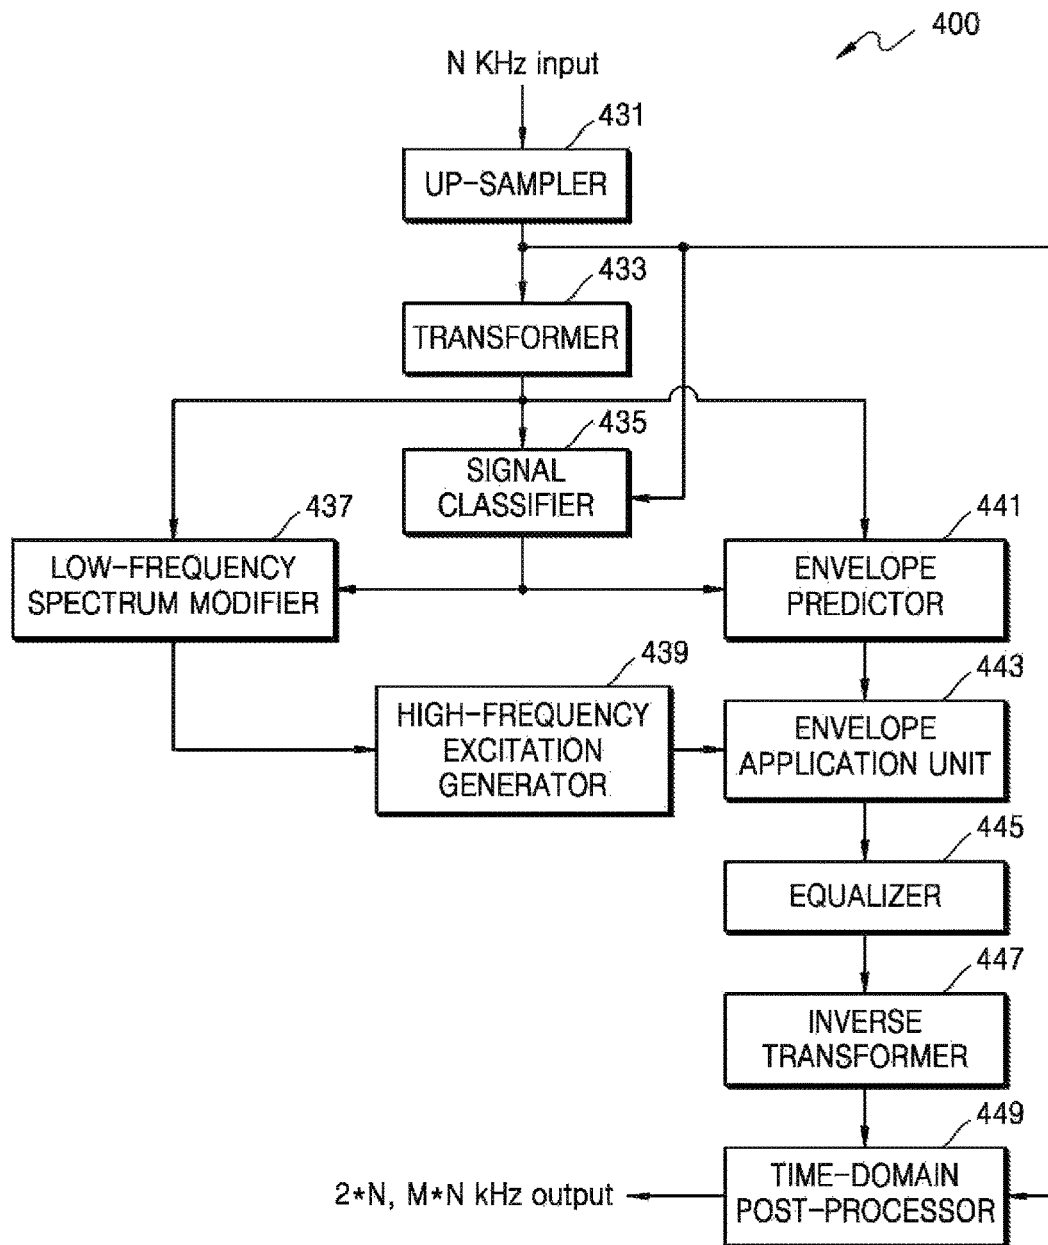 400
N KHz input
431
UP-SAMPLER
433
TRANSFORMER
435
SIGNAL
CLASSIFIER
437
LOW-FREQUENCY
SPECTRUM MODIFIER
441
ENVELOPE
PREDICTOR
439
HIGH-FREQUENCY
EXCITATION
GENERATOR
443
ENVELOPE
APPLICATION UNIT
445
EQUALIZER
447
INVERSE
TRANSFORMER
449
TIME-DOMAIN
POST-PROCESSOR
2*N, M*N kHz output